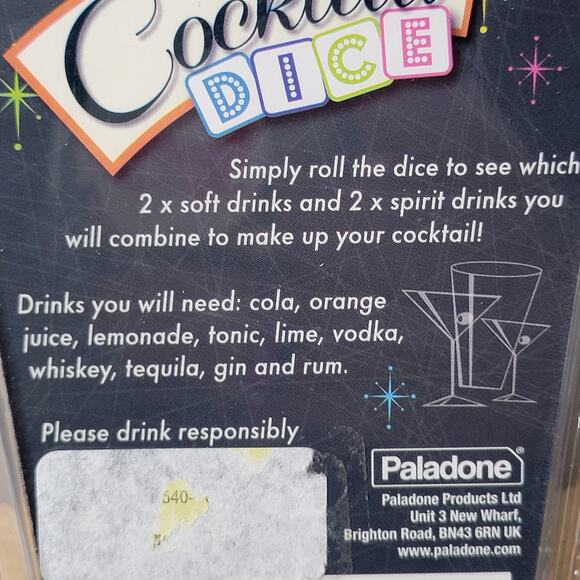 Cocktail
DICE
Simply roll the dice to see which
2 x soft drinks and 2 x spirit drinks you
will combine to make up your cocktail!
Drinks you will need: cola, orange
juice, lemonade, tonic, lime, vodka,
whiskey, tequila, gin and rum.
Please drink responsibly
640-
Paladone®
Paladone Products Ltd
Unit 3 New Wharf,
Brighton Road, BN43 6RN UK
www.paladone.com